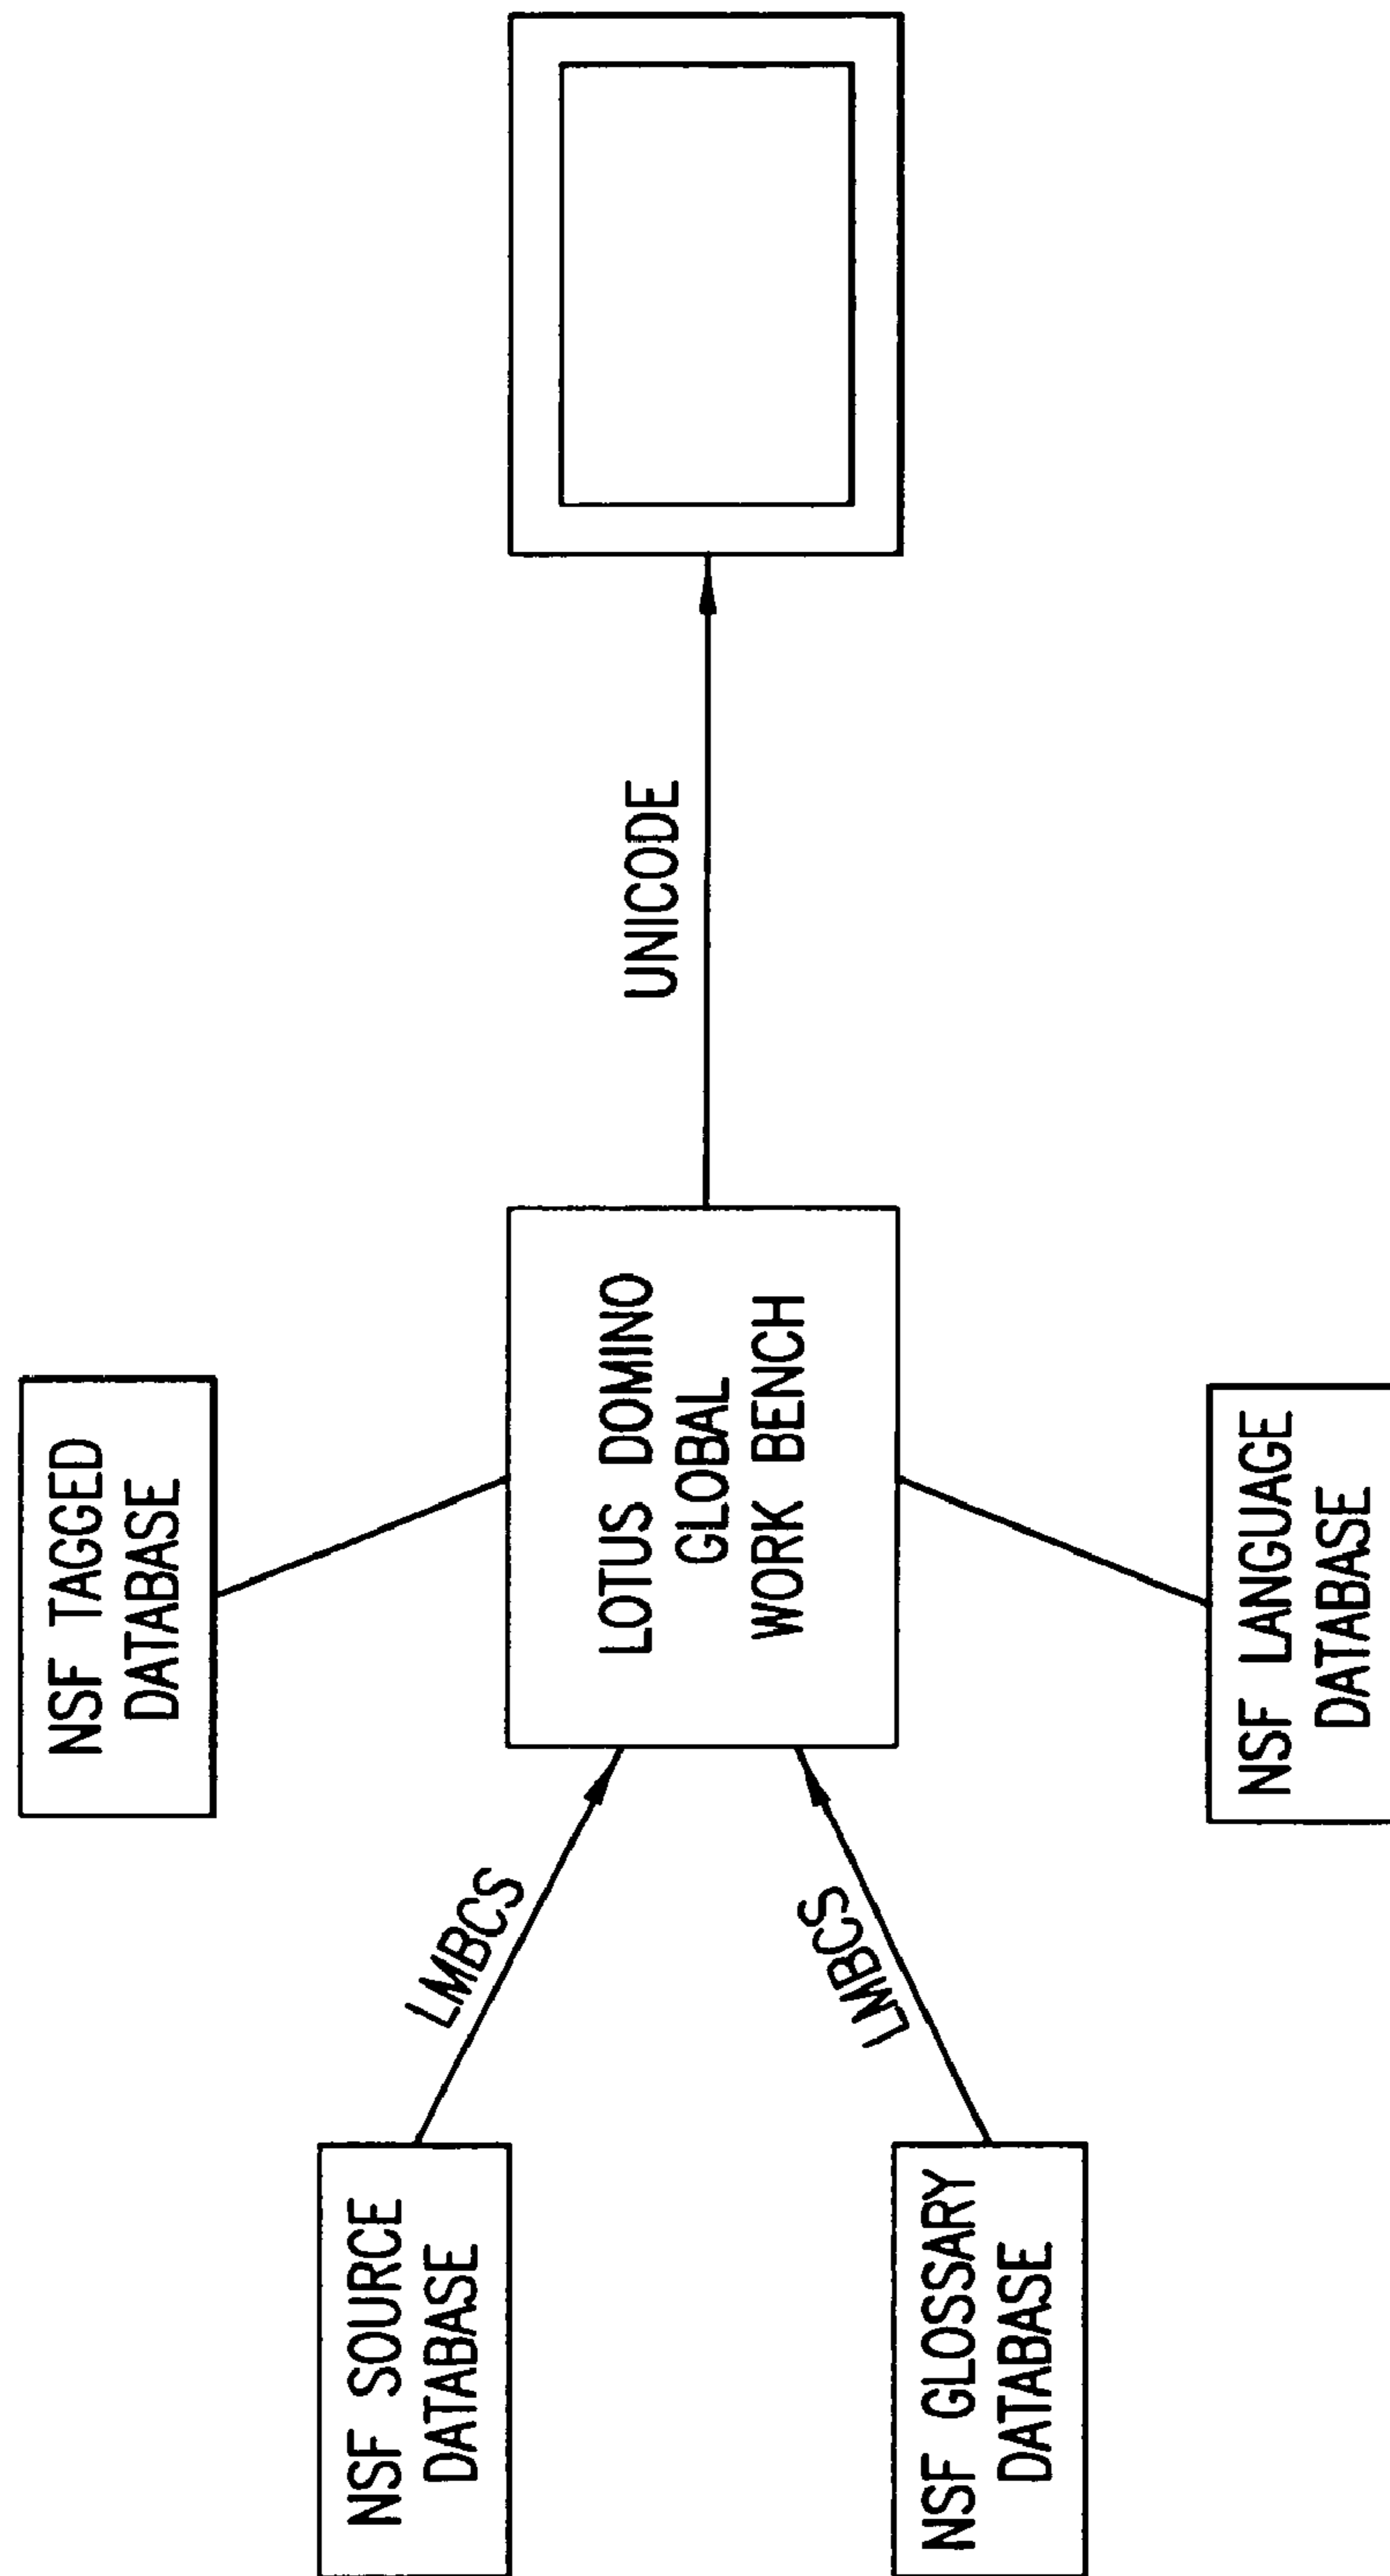 NSF TAGGED
DATABASE
NSF SOURCE
DATABASE
LMBCS
LOTUS DOMINO
GLOBAL
WORK BENCH
UNICODE
NSF GLOSSARY
DATABASE
LMBCS
NSF LANGUAGE
DATABASE